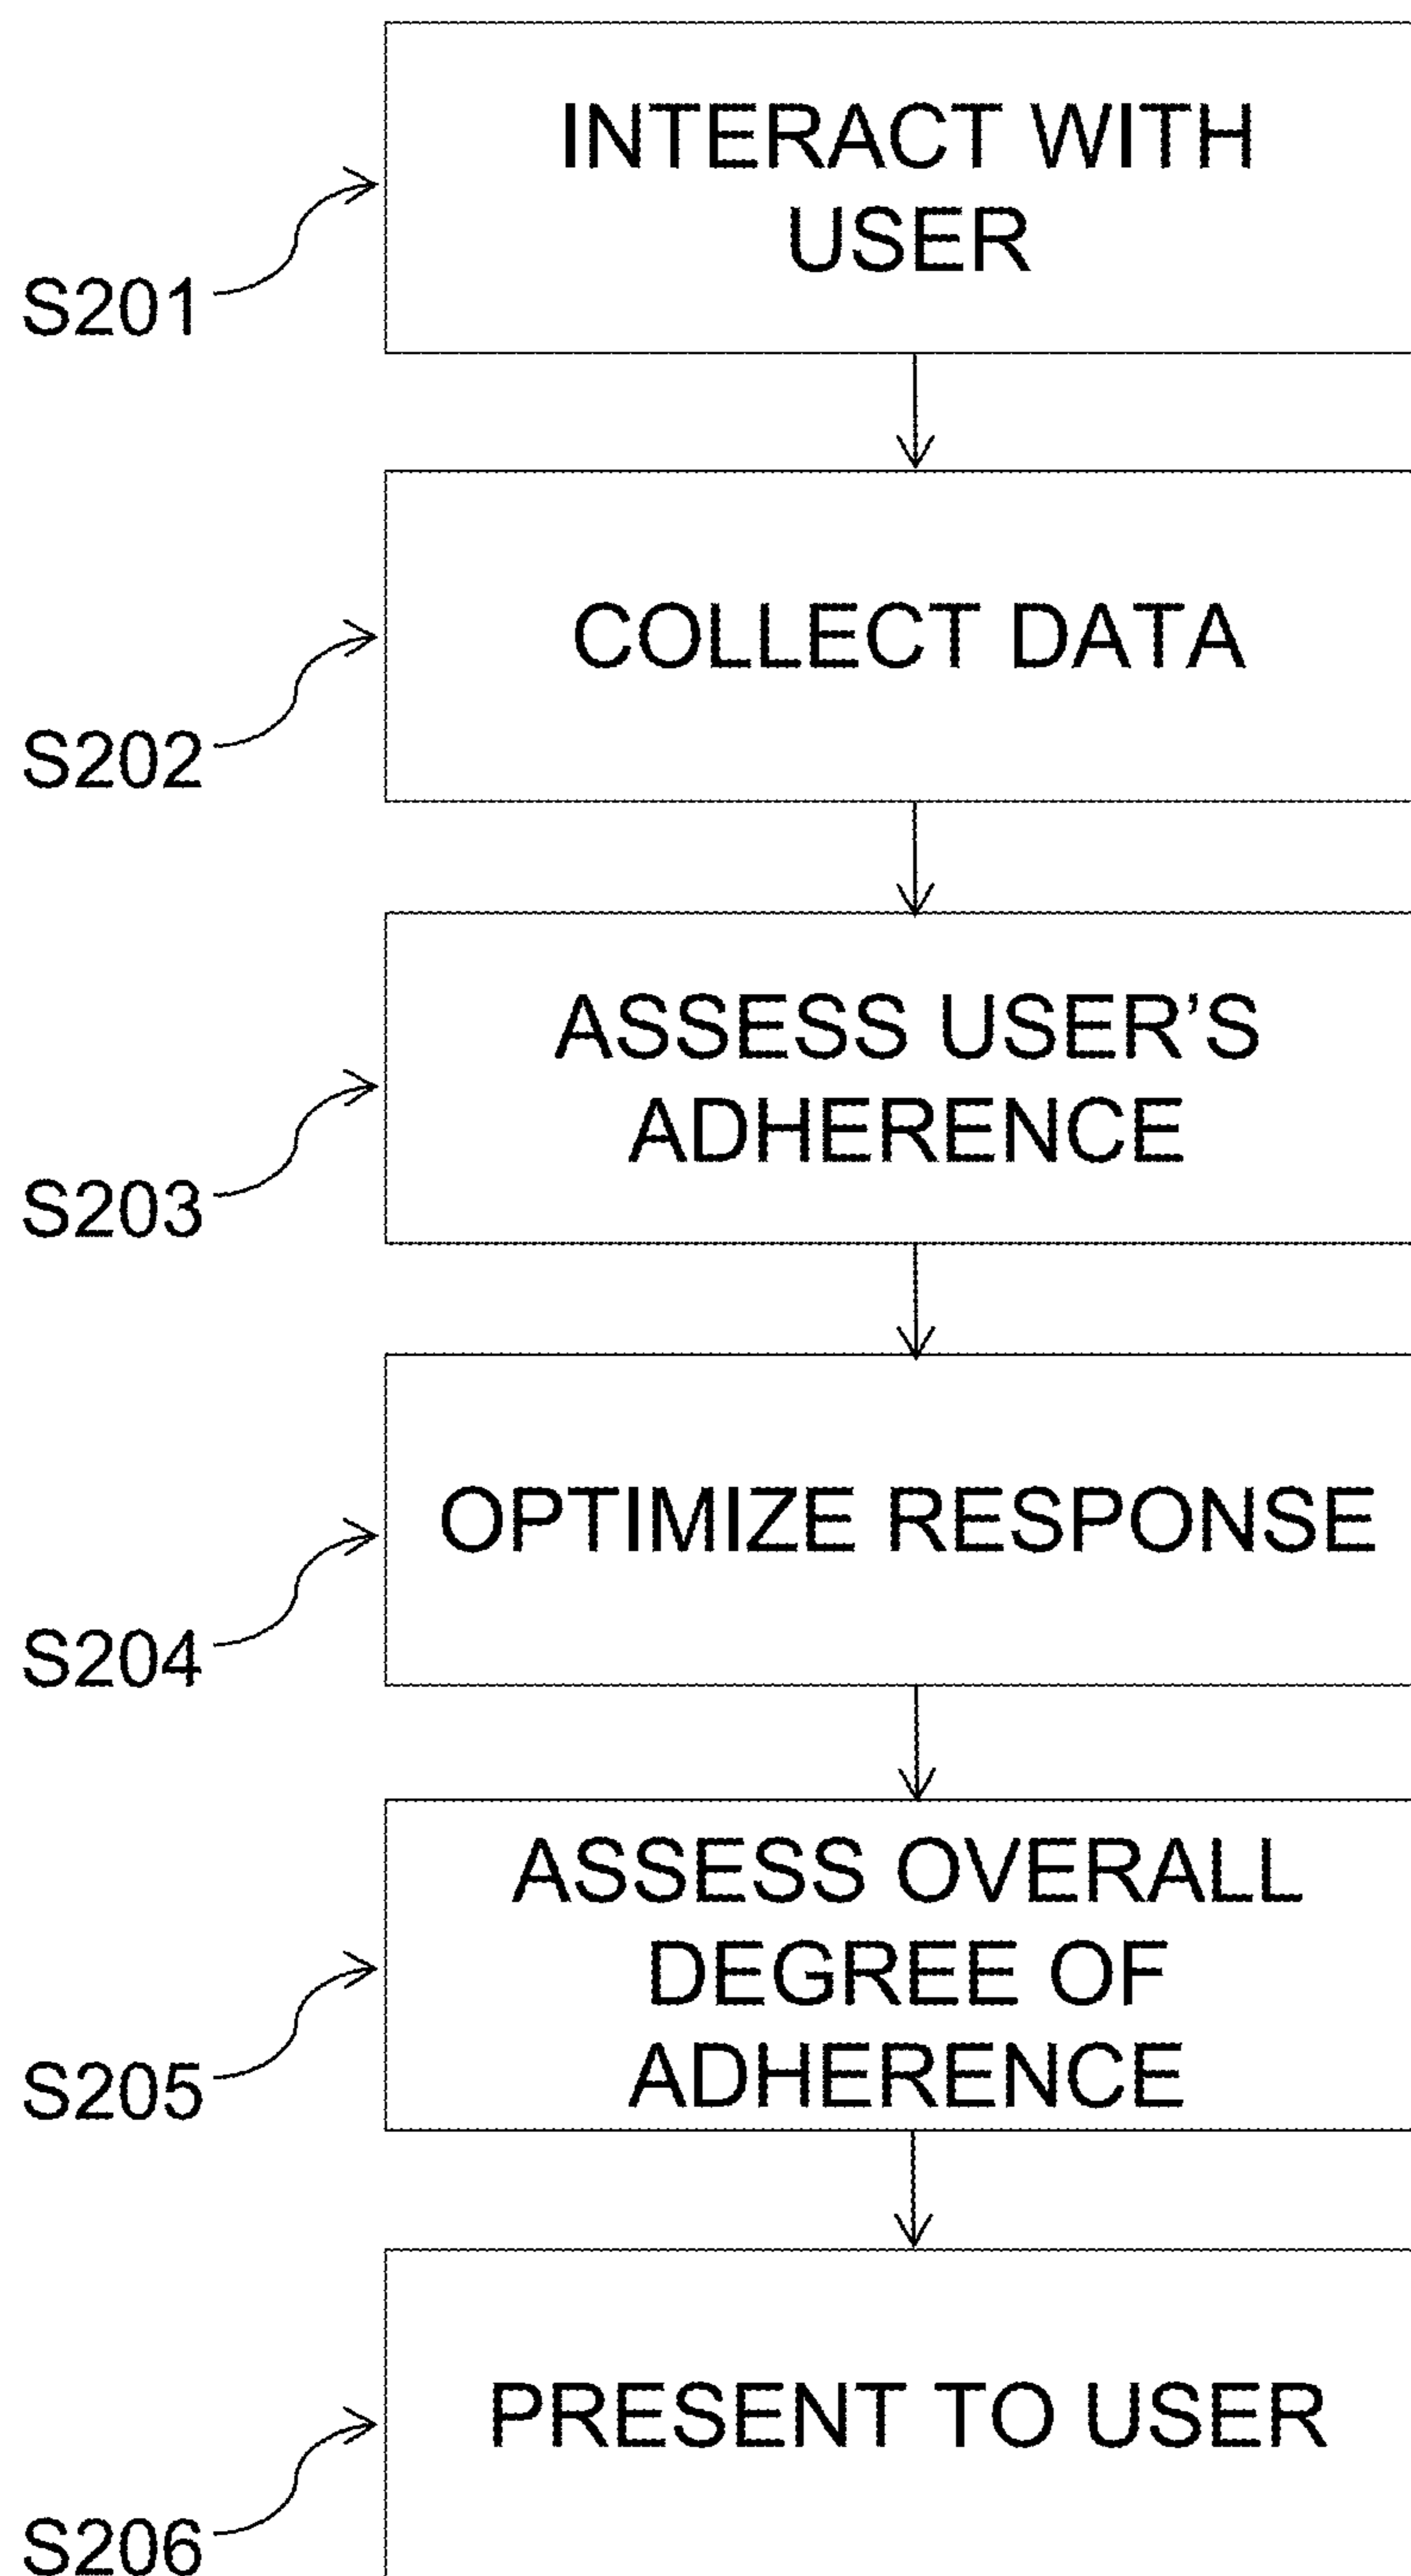 INTERACT WITH
USER
S201
COLLECT DATA
S202
ASSESS USER’S
ADHERENCE
S203
OPTIMIZE RESPONSE
S204
ASSESS OVERALL
DEGREE OF
ADHERENCE
S205
PRESENT TO USER
S206